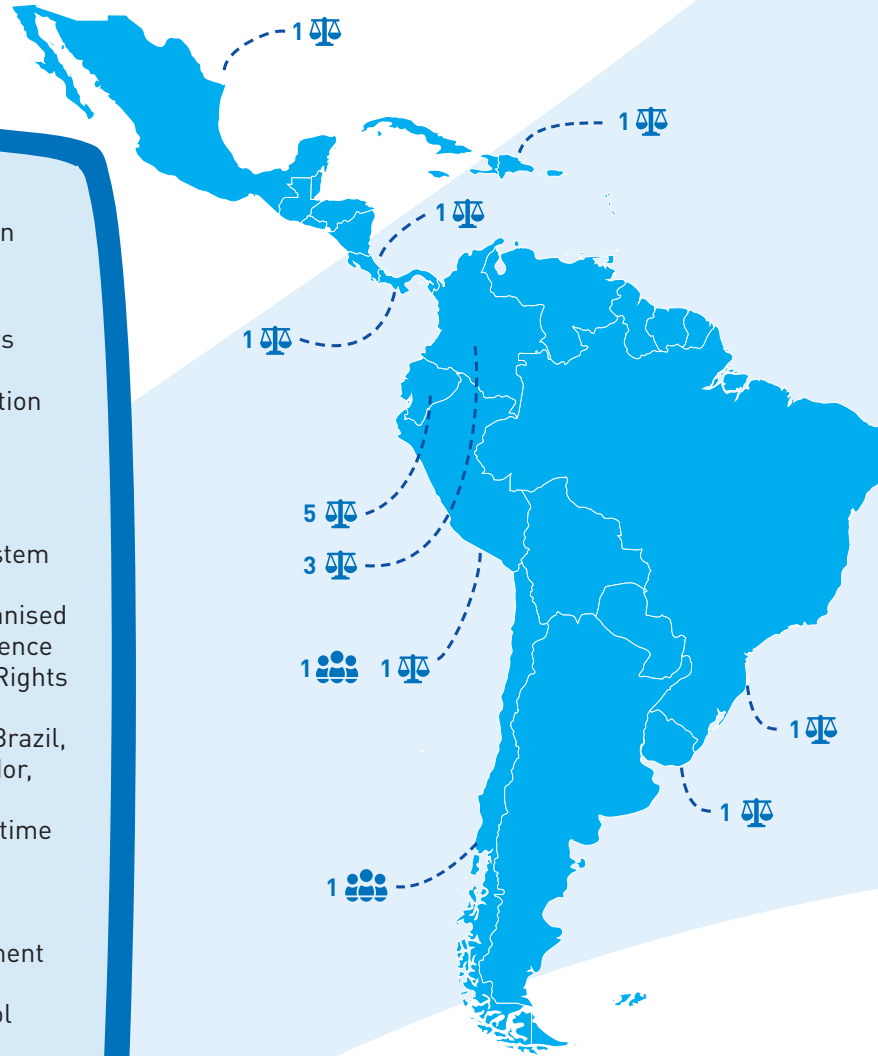 1
1
n
1
s
1
tion
5
stem
3
anised
ence
Rights
1 1
Brazil,
1
dor,
1
time
1
ment
ol